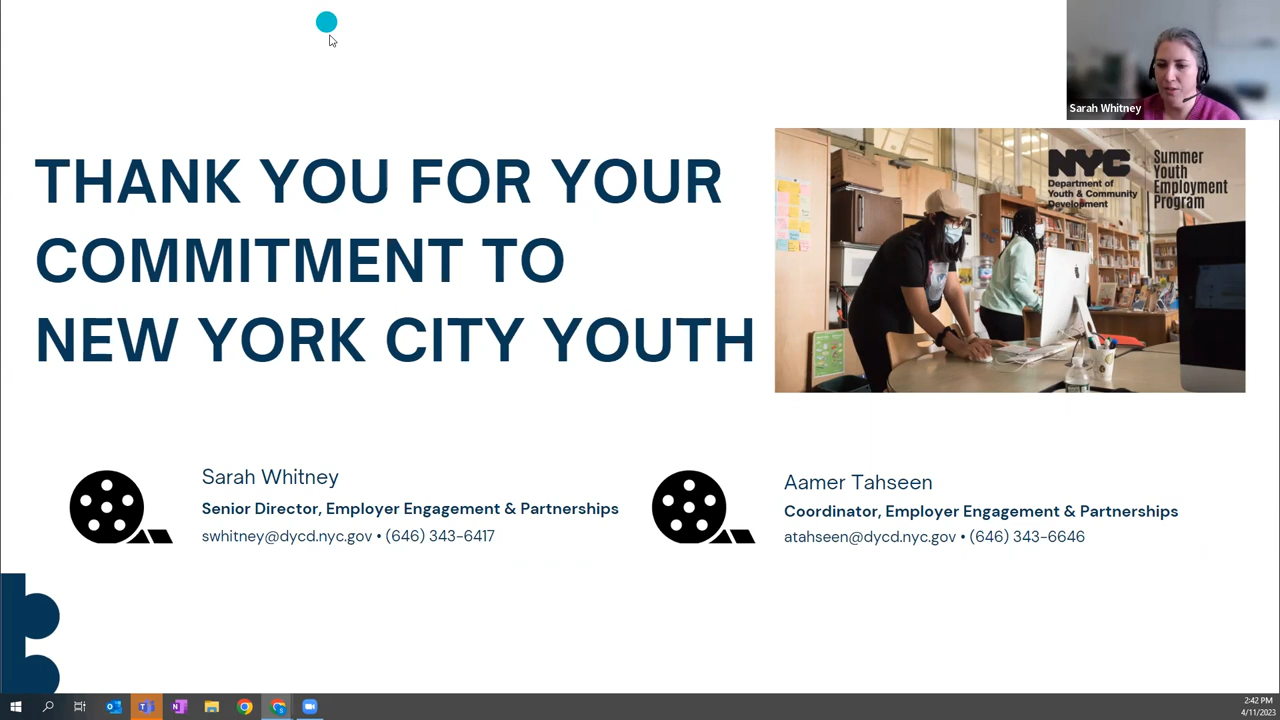 Sarah Whitney
THANK YOU FOR YOUR
COMMITMENT TO
NEW YORK CITY YOUTH
NYC
Department of
Youth & Community
Development
Summer
Youth
Employment
Program
Sarah Whitney
Senior Director, Employer Engagement & Partnerships
swhitney@dycd.nyc.gov • (646) 343-6417
Aamer Tahseen
Coordinator, Employer Engagement & Partnerships
atahseen@dycd.nyc.gov • (646) 343-6646
2:42 PM
4/11/2023